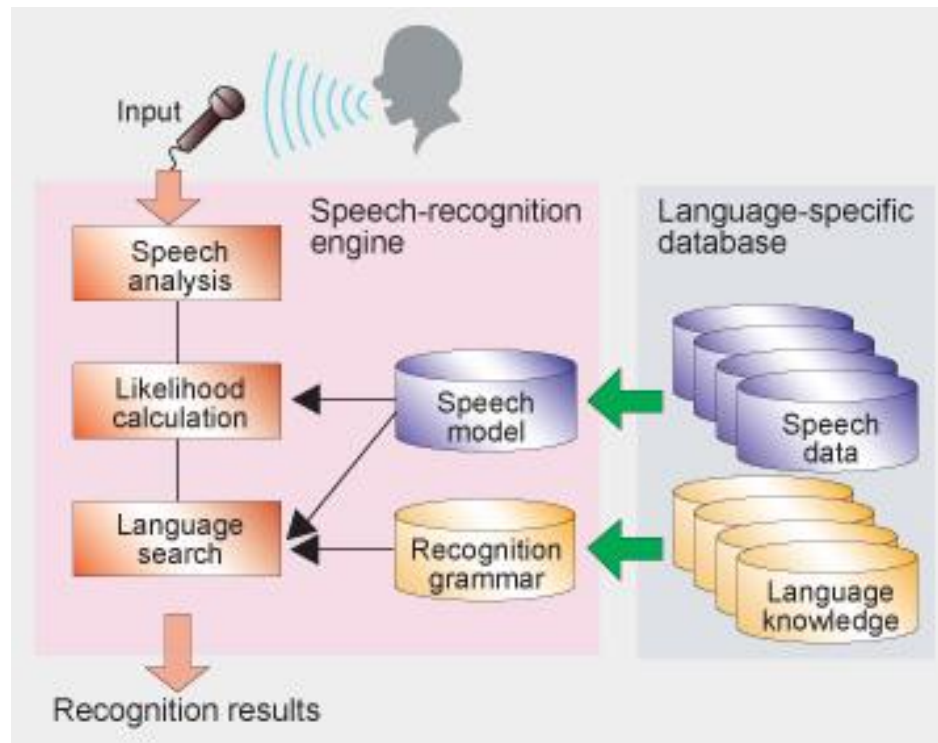 Input
Speech-recognition
engine
Language-specific
database
Speech
analysis
Likelihood
calculation
Speech
model
Speech
data
Language
search
Recognition
grammar
Language
knowledge
Recognition results